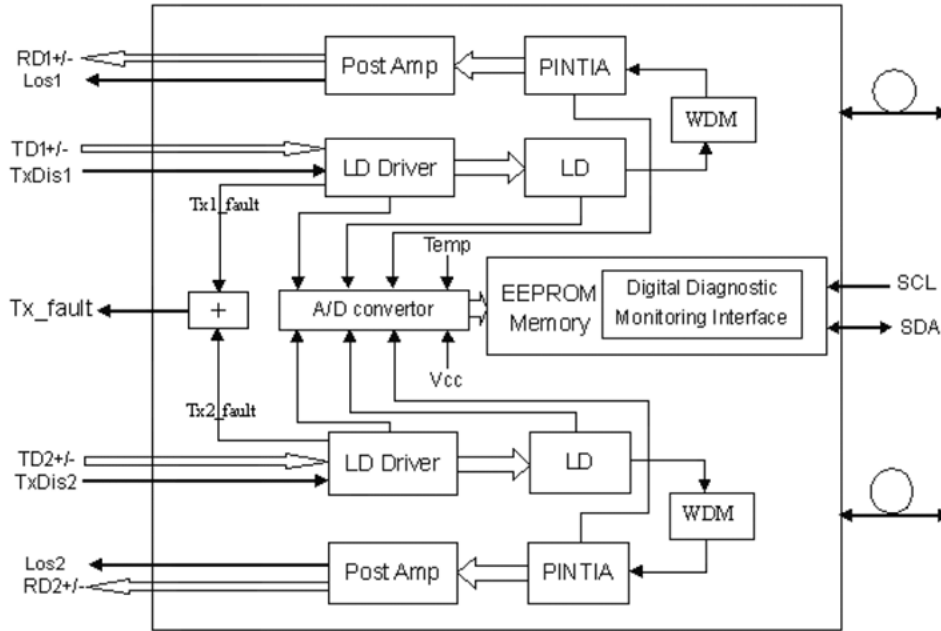 RD1+/-
Los1
Post Amp
PINTIA
WDM
TD1+/-
TxDis1
LD Driver
LD
Tx1_fault
Temp
Tx_fault
+
A/D convertor
EEPROM
Memory
Digital Diagnostic
Monitoring Interface
SCL
SDA
Vcc
Tx2_fault
TD2+/-
TxDis2
LD Driver
LD
WDM
Los2
RD2+/-
Post Amp
PINTIA